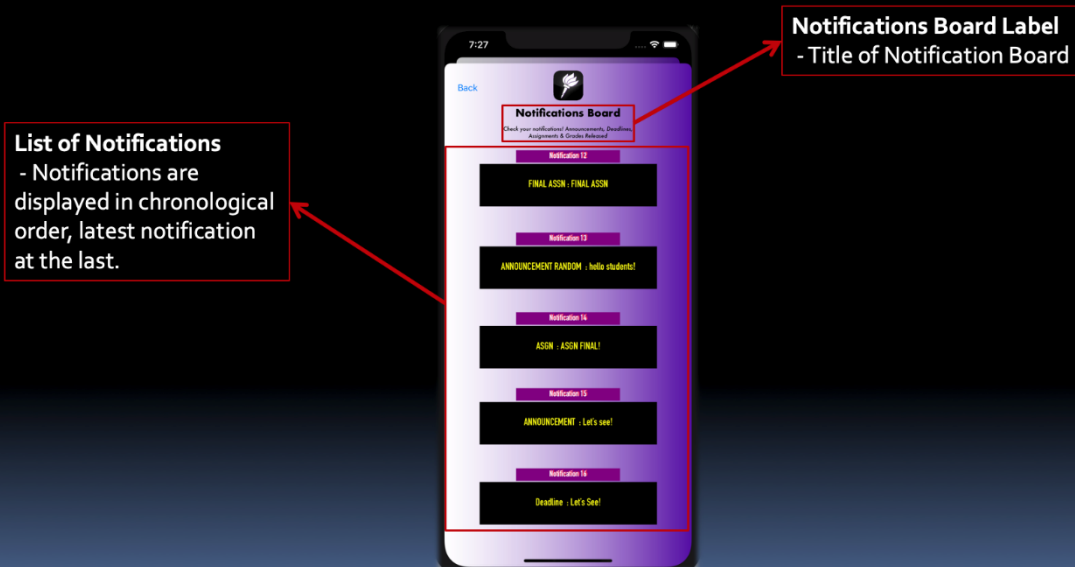 Notifications Board Label
- Title of Notification Board
List of Notifications
- Notifications are
displayed in chronological
order, latest notification
at the last.
7:27
Back
Notifications Board
Check your notifications! Announcements, Deadlines,
Assignments & Grades Released
Notification 12
FINAL ASSN : FINAL ASSN
Notification 13
ANNOUNCEMENT RANDOM : hello students!
Notification 14
ASGN : ASGN FINAL!
Notification 15
ANNOUNCEMENT : Let's see!
Notification 16
Deadline : Let's See!